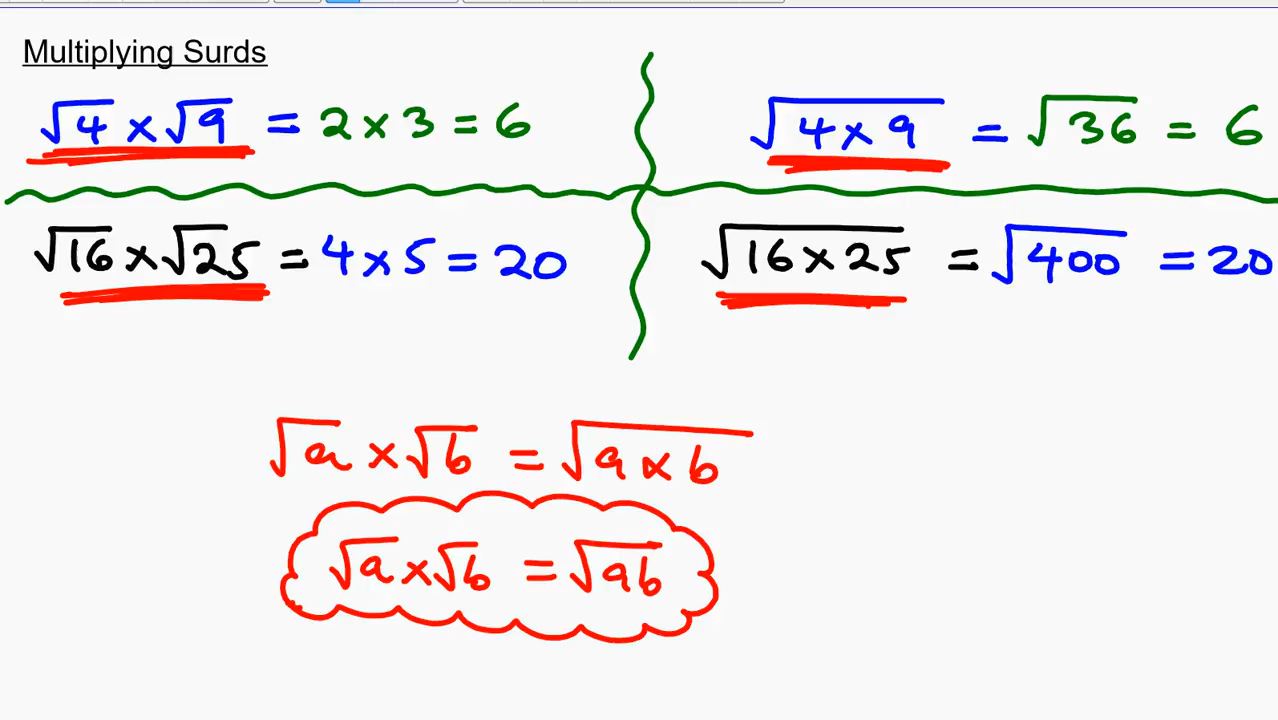 Multiplying Surds
√4 × √9 = 2 × 3 = 6
√(4 × 9) = √36 = 6
√16 × √25 = 4 × 5 = 20
√(16 × 25) = √400 = 20
√a × √b = √(a × b)
√a × √b = √(ab)